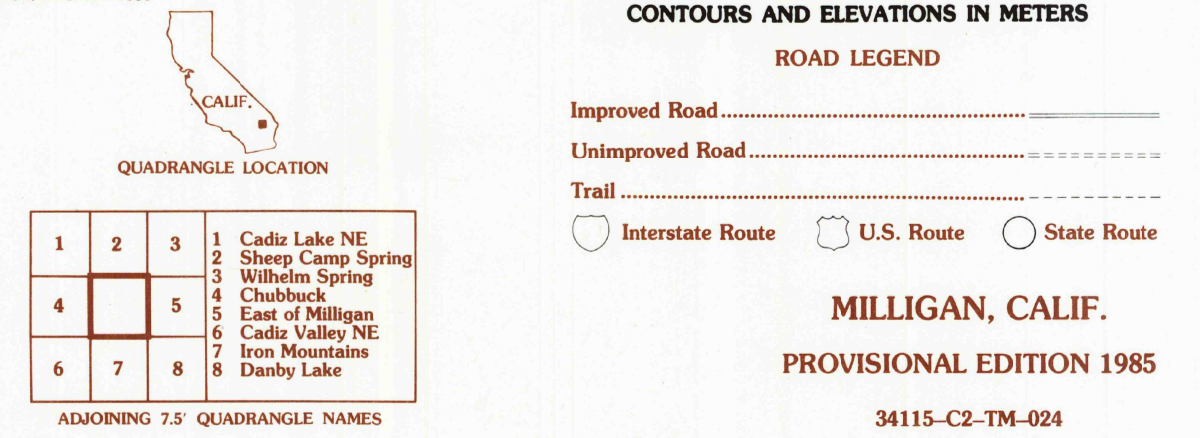 CALIF.
QUADRANGLE LOCATION
1 2 3
4 5
6 7 8
1 Cadiz Lake NE
2 Sheep Camp Spring
3 Wilhelm Spring
4 Chubbuck
5 East of Milligan
6 Cadiz Valley NE
7 Iron Mountains
8 Danby Lake
ADJOINING 7.5' QUADRANGLE NAMES
CONTOURS AND ELEVATIONS IN METERS
ROAD LEGEND
Improved Road
Unimproved Road
Trail
Interstate Route U.S. Route State Route
MILLIGAN, CALIF.
PROVISIONAL EDITION 1985
34115–C2–TM–024